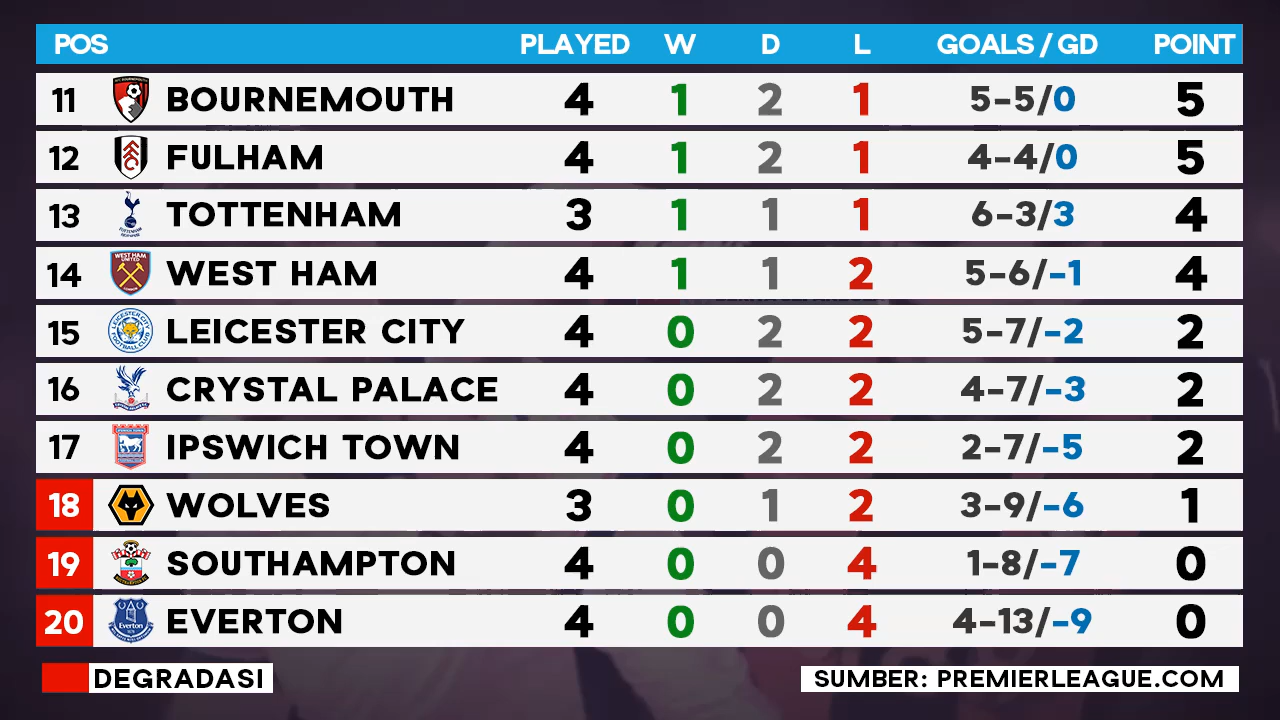 POS PLAYED W D L GOALS / GD POINT
11 BOURNEMOUTH 4 1 2 1 5-5/0 5
12 FULHAM 4 1 2 1 4-4/0 5
13 TOTTENHAM 3 1 1 1 6-3/3 4
14 WEST HAM 4 1 1 2 5-6/-1 4
15 LEICESTER CITY 4 0 2 2 5-7/-2 2
16 CRYSTAL PALACE 4 0 2 2 4-7/-3 2
17 IPSWICH TOWN 4 0 2 2 2-7/-5 2
18 WOLVES 3 0 1 2 3-9/-6 1
19 SOUTHAMPTON 4 0 0 4 1-8/-7 0
20 EVERTON 4 0 0 4 4-13/-9 0
DEGRADASI SUMBER: PREMIERLEAGUE.COM